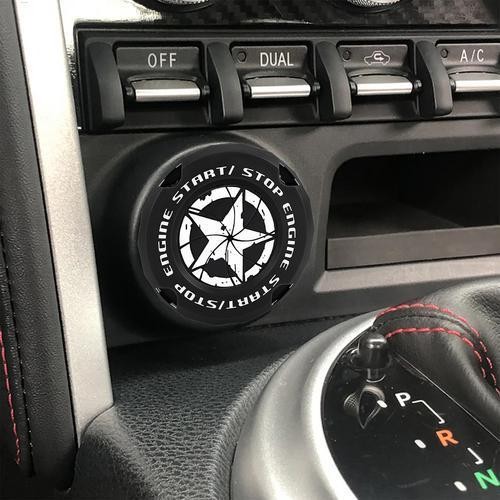 OFF
DUAL
A/C
START/ STOP ENGINE
START/STOP ENGINE
P
R
N